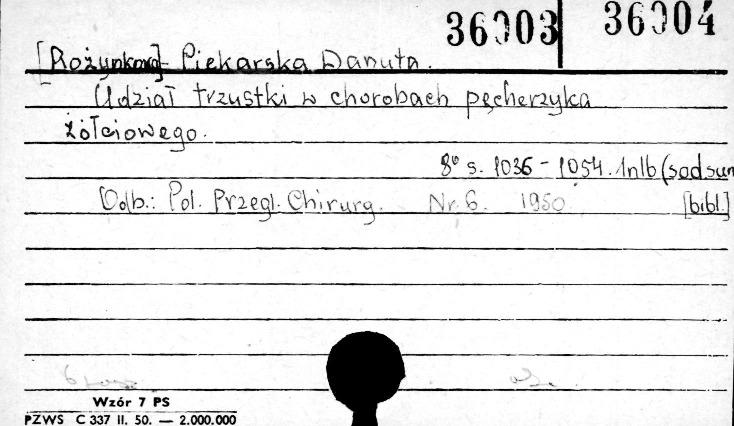 36003 36004
[Rożynkowa]- Piekarska Danuta.
Udział trzustki w chorobach pęcherzyka
żółciowego.
8° s. 1036-1054. 1nlb (sod.sum
Odb.: Pol. Przegl. Chirurg. Nr. 6. 1950. [bibl.]
Wzór 7 PS
PZWS C 337 II. 50. — 2.000.000